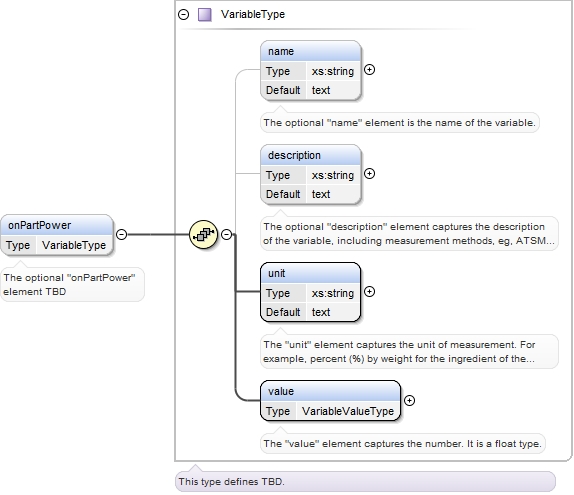 VariableType
name
Type xs:string
Default text
The optional "name" element is the name of the variable.
description
Type xs:string
Default text
The optional "description" element captures the description
of the variable, including measurement methods, eg, ATSM...
onPartPower
Type VariableType
The optional "onPartPower"
element TBD
unit
Type xs:string
Default text
The "unit" element captures the unit of measurement. For
example, percent (%) by weight for the ingredient of the...
value
Type VariableValueType
The "value" element captures the number. It is a float type.
This type defines TBD.